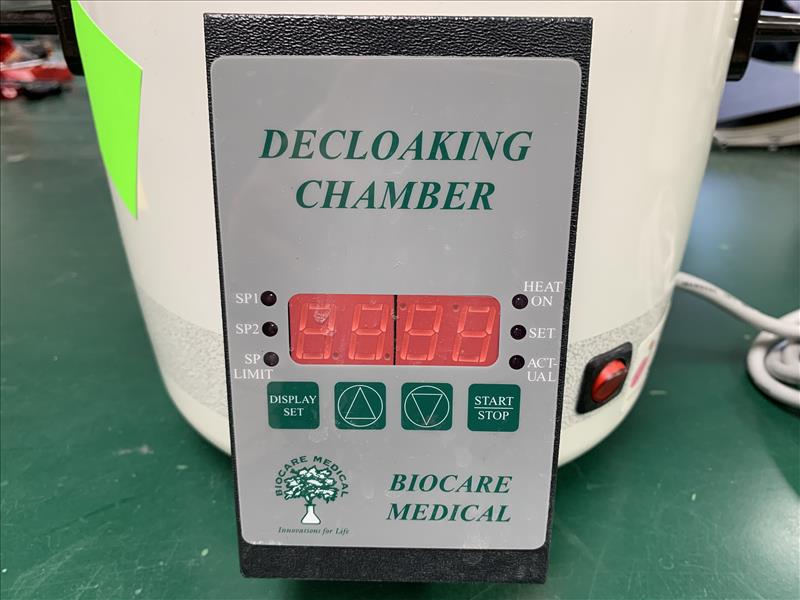 DECLOAKING
CHAMBER
SP1
SP2
SP
LIMIT
HEAT
ON
SET
ACT-
UAL
DISPLAY
SET
START
STOP
BIOCARE MEDICAL
Innovations for Life
BIOCARE
MEDICAL